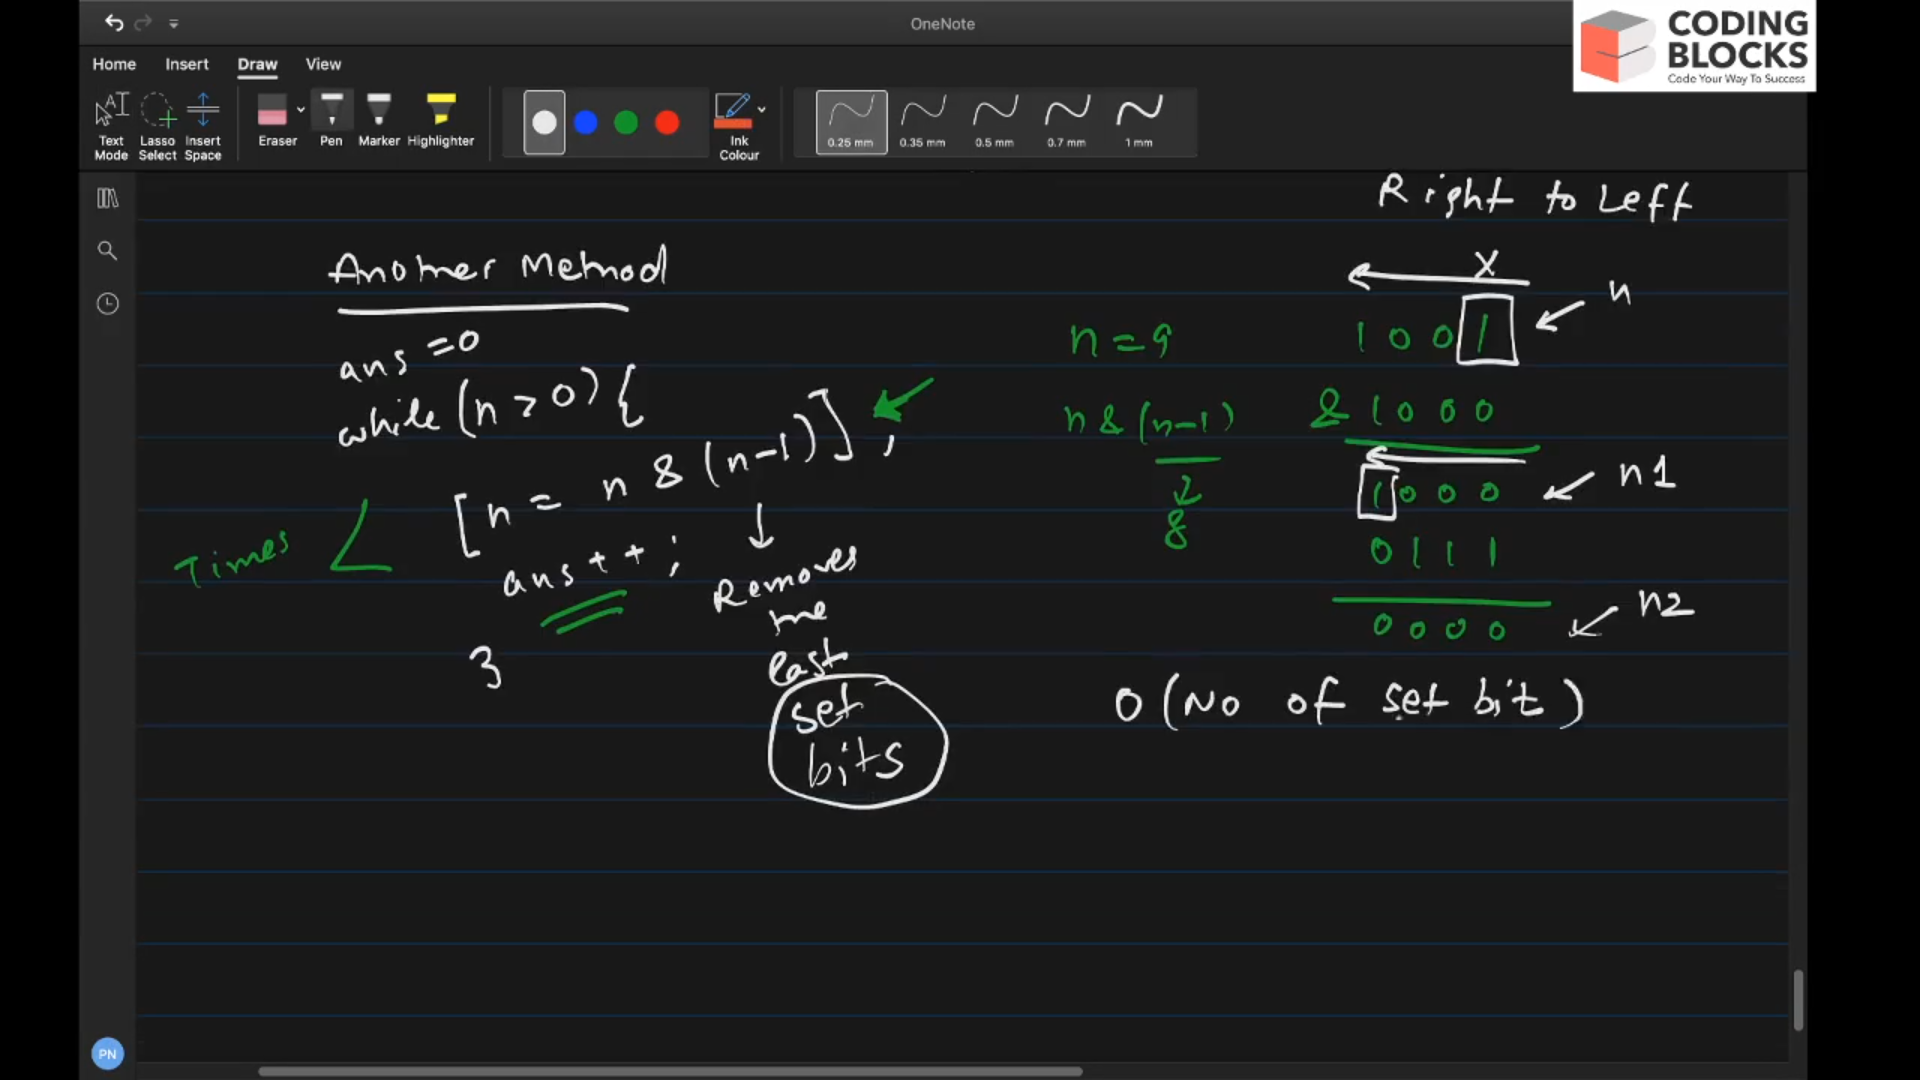 OneNote
CODING
BLOCKS
Code Your Way To Success
Home Insert Draw View
Text Mode
Lasso Select
Insert Space
Eraser
Pen
Marker
Highlighter
Ink Colour
0.25 mm
0.35 mm
0.5 mm
0.7 mm
1 mm
Right to Left
Another Method
ans = 0
while (n > 0) {
[n = n & (n-1)] ;
ans++ ;
}
Times
Removes
the
last
set
bits
n = 9
n & (n-1)
8
X
1 0 0 1
n
& 1 0 0 0
1 0 0 0
n1
0 1 1 1
0 0 0 0
n2
O (No of set bit)
PN